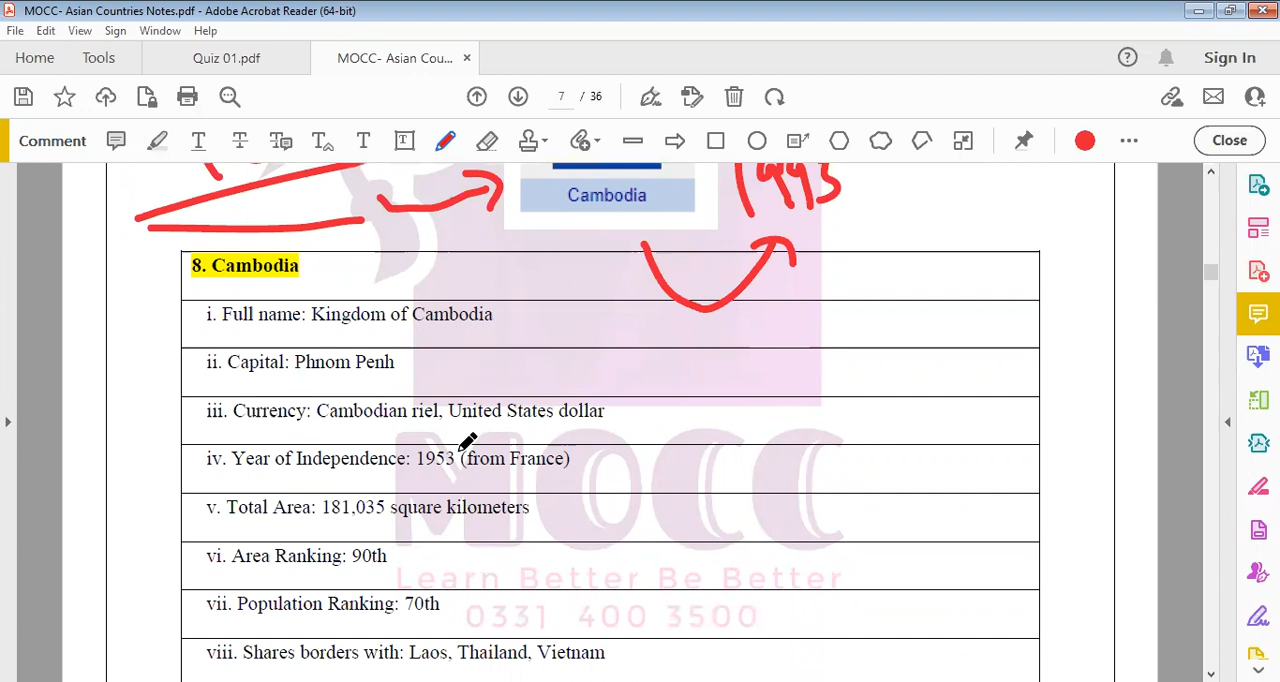 MOCC- Asian Countries Notes.pdf - Adobe Acrobat Reader (64-bit)
File Edit View Sign Window Help
Home Tools Quiz 01.pdf MOCC- Asian Cou... × Sign In
7 / 36
Comment Close
1993
Cambodia
8. Cambodia
i. Full name: Kingdom of Cambodia
ii. Capital: Phnom Penh
iii. Currency: Cambodian riel, United States dollar
iv. Year of Independence: 1953 (from France)
v. Total Area: 181,035 square kilometers
vi. Area Ranking: 90th
vii. Population Ranking: 70th
viii. Shares borders with: Laos, Thailand, Vietnam
MOCC
Learn Better Be Better
0331 400 3500